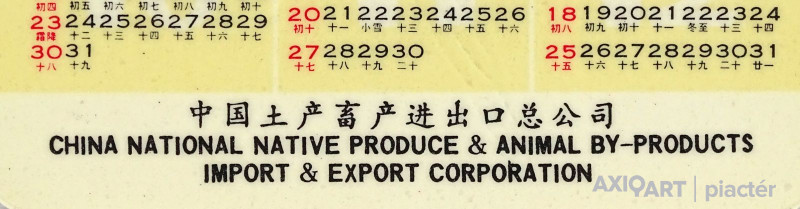 初四 初五 初六 初七 初八 初九 初十
23 24 25 26 27 28 29
霜降 十二 十三 十四 十五 十六 十七
30 31
十八 十九
20 21 22 23 24 25 26
初十 十一 小雪 十三 十四 十五 十六
27 28 29 30
十七 十八 十九 二十
18 19 20 21 22 23 24
初八 初九 初十 十一 冬至 十三 十四
25 26 27 28 29 30 31
十五 十六 十七 十八 十九 二十 廿一
中国土产畜产进出口总公司
CHINA NATIONAL NATIVE PRODUCE & ANIMAL BY-PRODUCTS
IMPORT & EXPORT CORPORATION
AXIOART | piactér